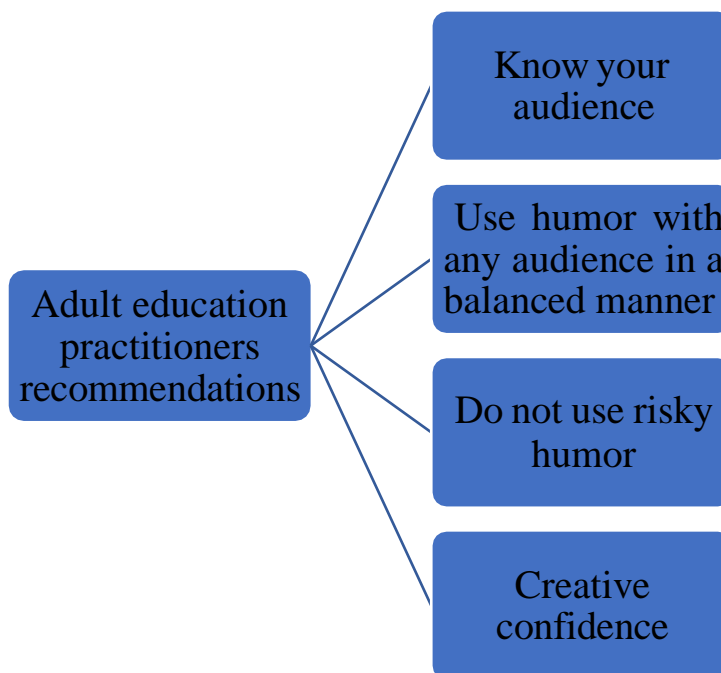 Know your
audience
Use humor with
any audience in a
balanced manner
Adult education
practitioners
recommendations
Do not use risky
humor
Creative
confidence